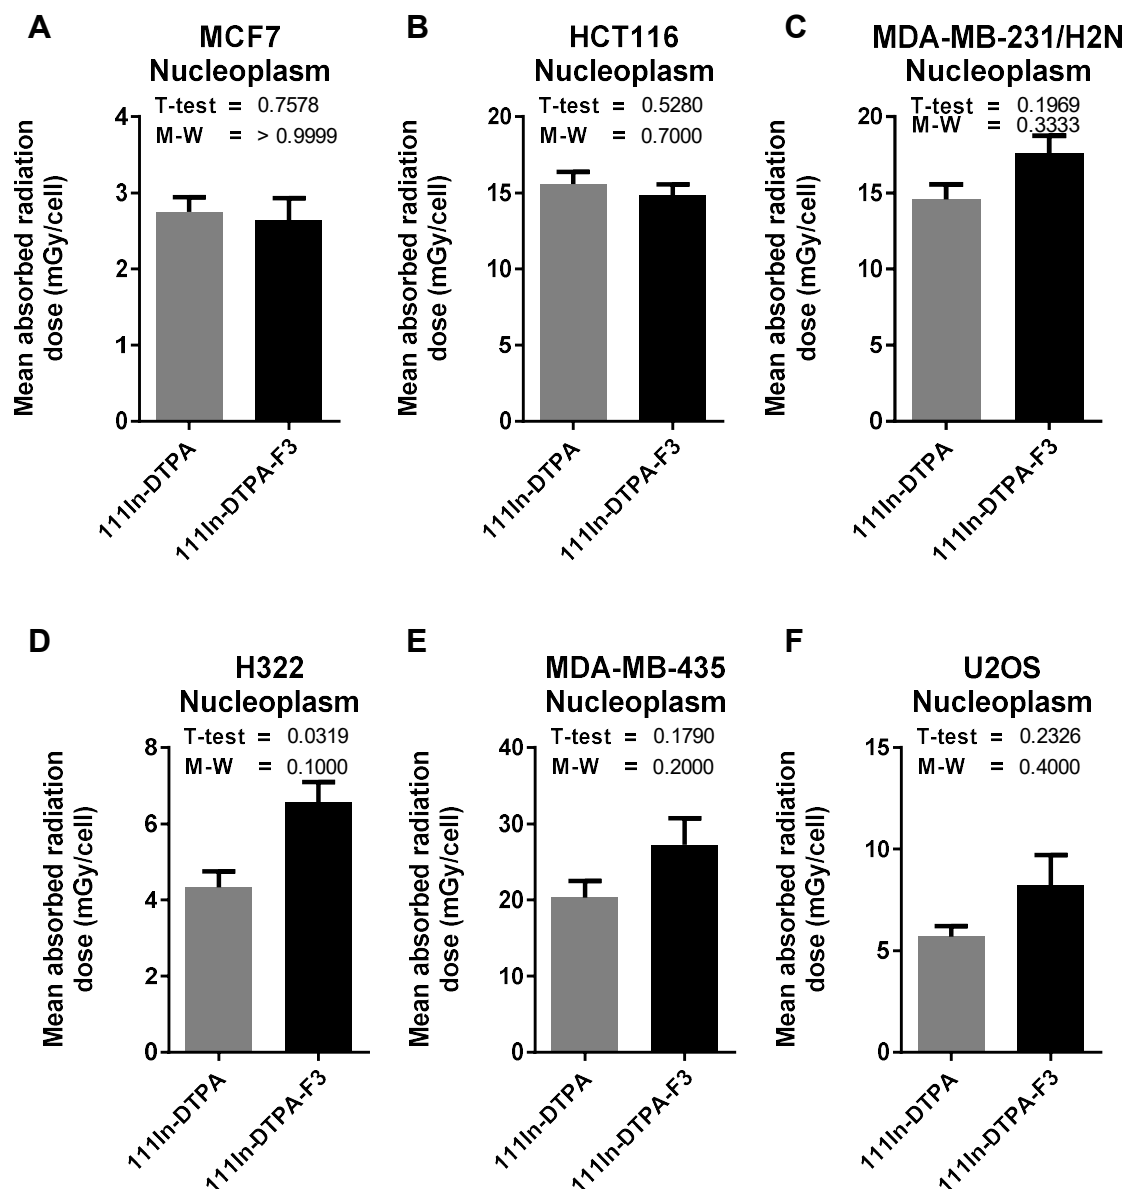 A
MCF7
Nucleoplasm
T-test = 0.7578
M-W = > 0.9999
Mean absorbed radiation
dose (mGy/cell)
4
3
2
1
0
111In-DTPA
111In-DTPA-F3
B
HCT116
Nucleoplasm
T-test = 0.5280
M-W = 0.7000
Mean absorbed radiation
dose (mGy/cell)
20
15
10
5
0
111In-DTPA
111In-DTPA-F3
C
MDA-MB-231/H2N
Nucleoplasm
T-test = 0.1969
M-W = 0.3333
Mean absorbed radiation
dose (mGy/cell)
20
15
10
5
0
111In-DTPA
111In-DTPA-F3
D
H322
Nucleoplasm
T-test = 0.0319
M-W = 0.1000
Mean absorbed radiation
dose (mGy/cell)
8
6
4
2
0
111In-DTPA
111In-DTPA-F3
E
MDA-MB-435
Nucleoplasm
T-test = 0.1790
M-W = 0.2000
Mean absorbed radiation
dose (mGy/cell)
40
30
20
10
0
111In-DTPA
111In-DTPA-F3
F
U2OS
Nucleoplasm
T-test = 0.2326
M-W = 0.4000
Mean absorbed radiation
dose (mGy/cell)
15
10
5
0
111In-DTPA
111In-DTPA-F3